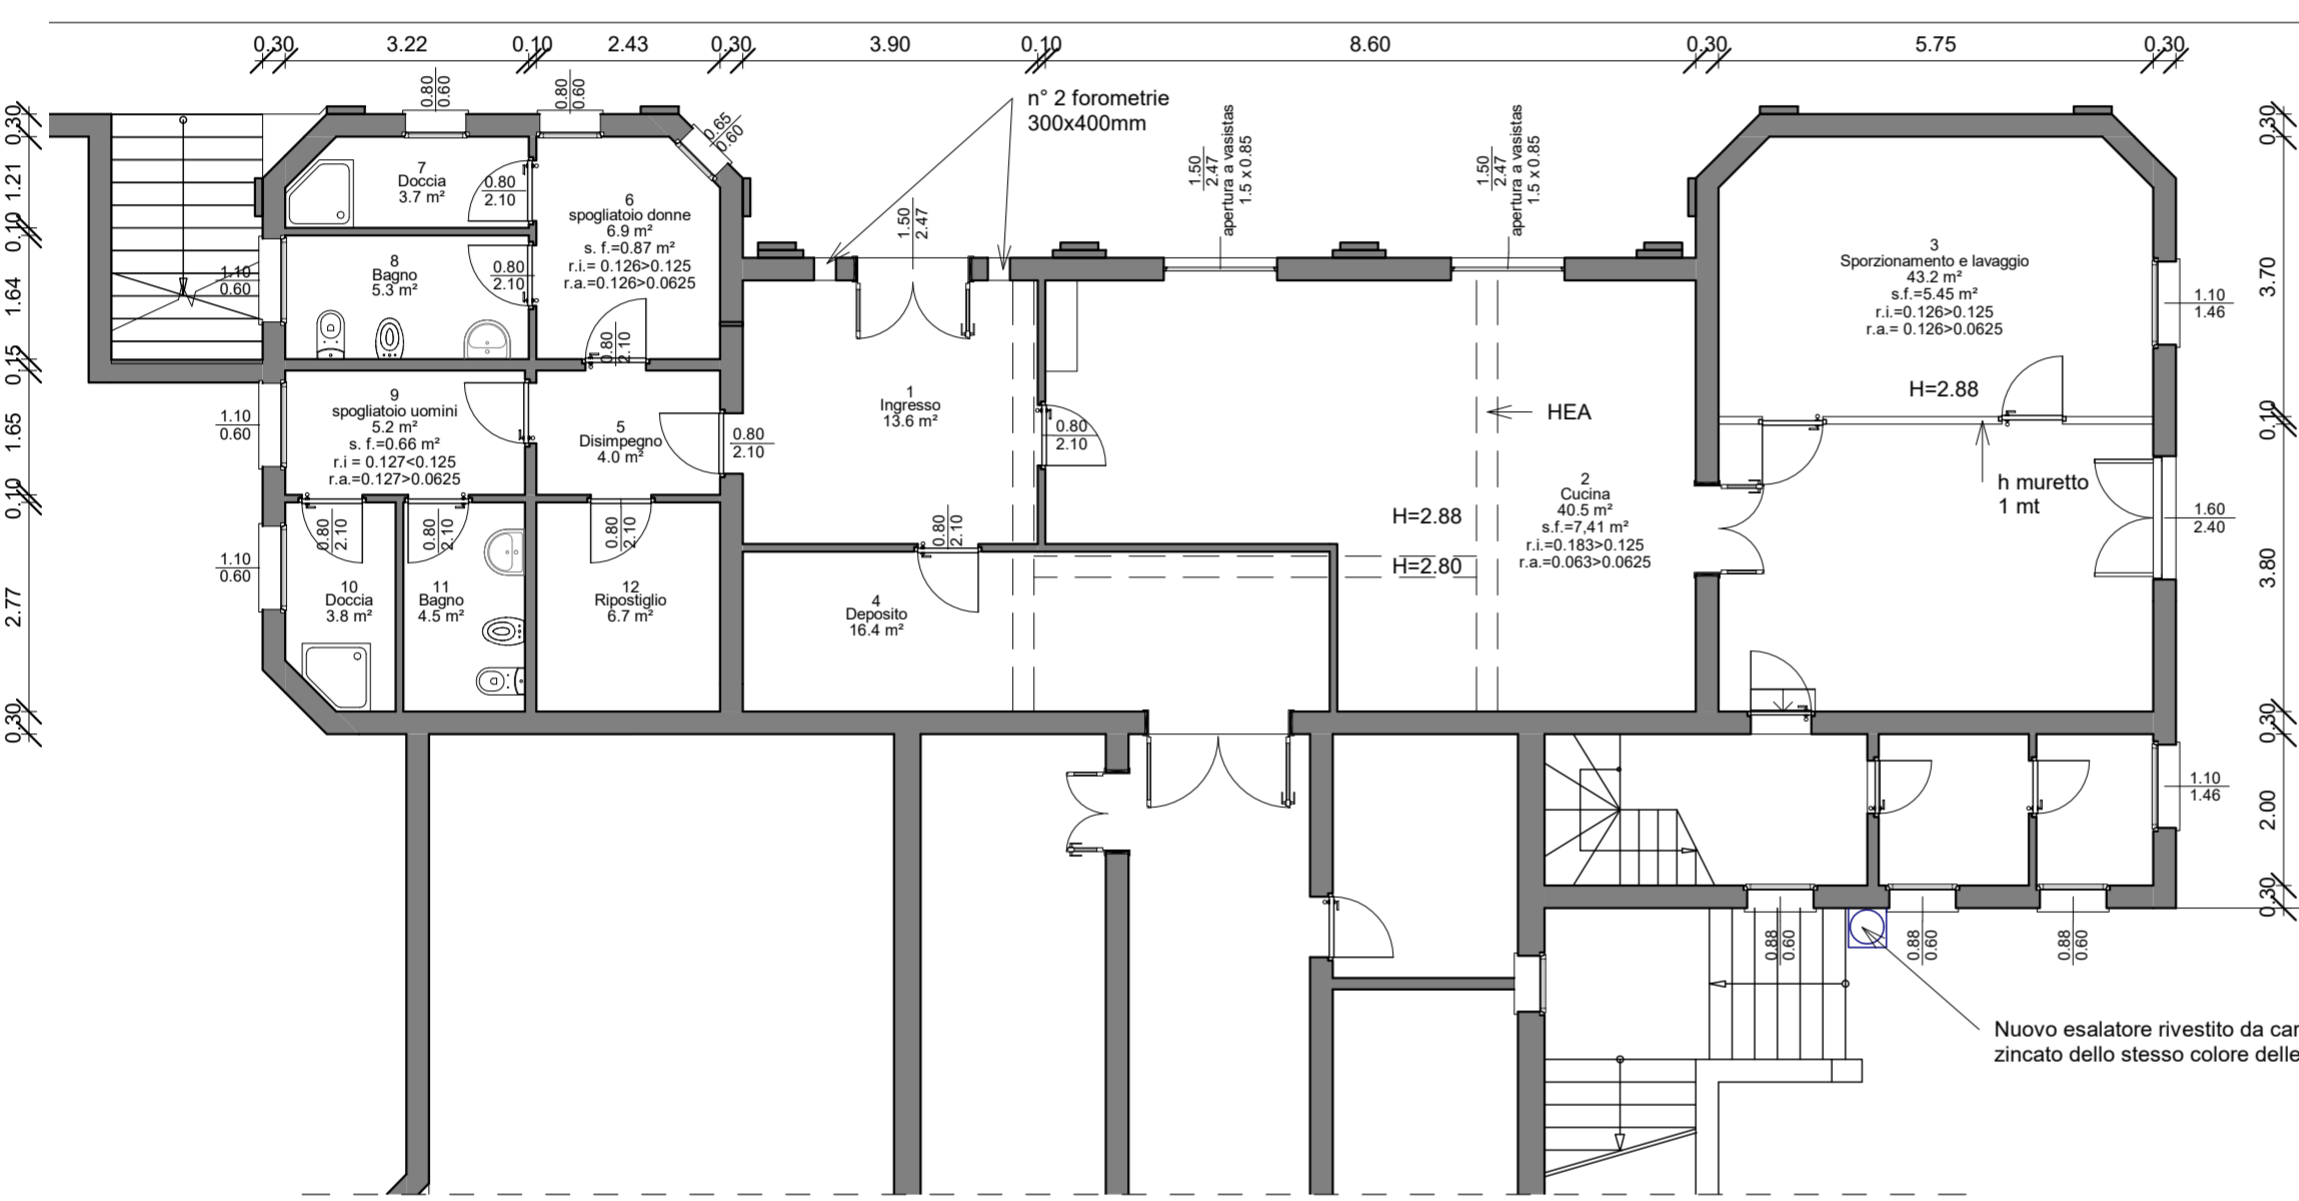 0.30 3.22 0.10 2.43 0.30 3.90 0.10 8.60 0.30 5.75 0.30
0.30
1.21
0.10
1.64
0.15
1.65
0.10
2.77
0.30
0.80
0.60
0.80
0.60
0.65
0.60
n° 2 forometrie
300x400mm
1.50
2.47
1.50
2.47
apertura a vasistas
1.5 x 0.85
1.50
2.47
apertura a vasistas
1.5 x 0.85
7
Doccia
3.7 m²
0.80
2.10
6
spogliatoio donne
6.9 m²
s. f.=0.87 m²
r.i.= 0.126>0.125
r.a.=0.126>0.0625
8
Bagno
5.3 m²
0.80
2.10
1.10
0.60
0.80
2.10
9
spogliatoio uomini
5.2 m²
s. f.=0.66 m²
r.i = 0.127<0.125
r.a.=0.127>0.0625
1.10
0.60
5
Disimpegno
4.0 m²
0.80
2.10
1
Ingresso
13.6 m²
0.80
2.10
HEA
H=2.88
H=2.80
2
Cucina
40.5 m²
s.f.=7,41 m²
r.i.=0.183>0.125
r.a.=0.063>0.0625
3
Sporzionamento e lavaggio
43.2 m²
s.f.=5.45 m²
r.i.=0.126>0.125
r.a.= 0.126>0.0625
H=2.88
h muretto
1 mt
1.10
1.46
1.60
2.40
0.80
2.10
0.80
2.10
0.80
2.10
0.80
2.10
1.10
0.60
10
Doccia
3.8 m²
11
Bagno
4.5 m²
12
Ripostiglio
6.7 m²
4
Deposito
16.4 m²
0.30
3.70
0.10
3.80
0.30
2.00
0.30
1.10
1.46
0.88
0.60
0.88
0.60
0.88
0.60
Nuovo esalatore rivestito da car
zincato dello stesso colore delle